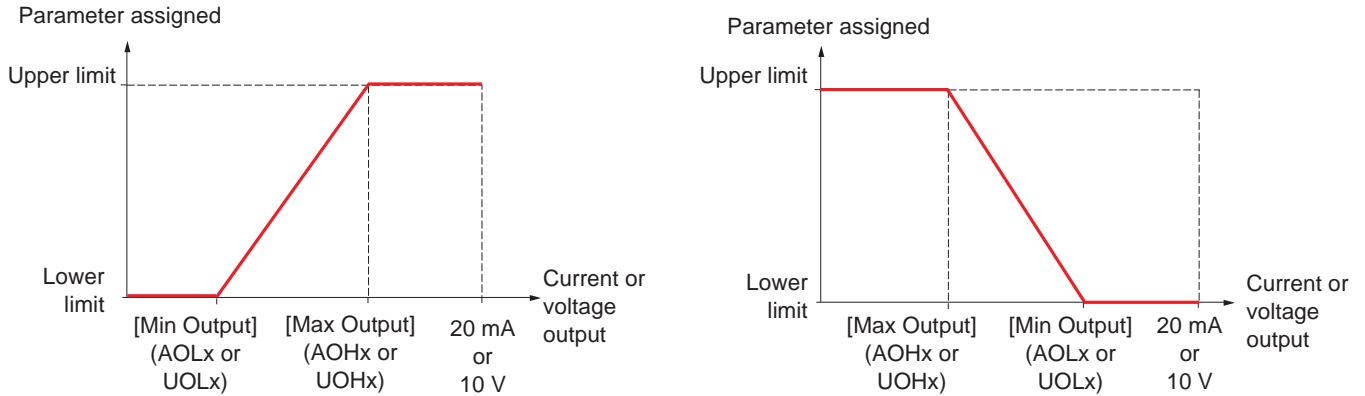 Parameter assigned
Upper limit
Lower
limit
[Min Output]
(AOLx or
UOLx)
[Max Output]
(AOHx or
UOHx)
20 mA
or
10 V
Current or
voltage
output
Parameter assigned
Upper limit
Lower
limit
[Max Output]
(AOHx or
UOHx)
[Min Output]
(AOLx or
UOLx)
20 mA
or
10 V
Current or
voltage
output